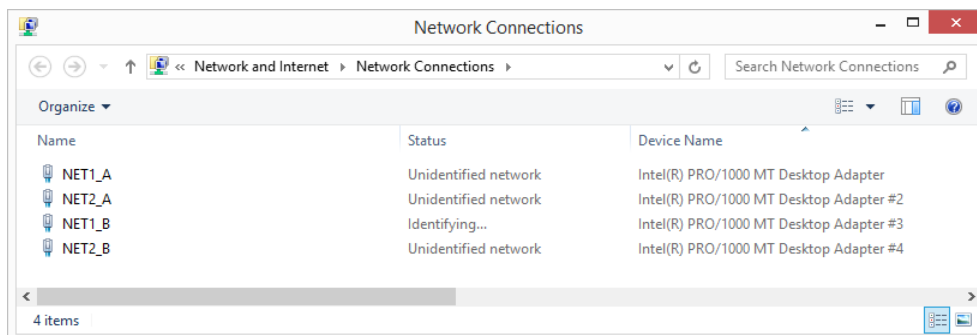 Network Connections
« Network and Internet Network Connections Search Network Connections
Organize
Name Status Device Name
NET1_A Unidentified network Intel(R) PRO/1000 MT Desktop Adapter
NET2_A Unidentified network Intel(R) PRO/1000 MT Desktop Adapter #2
NET1_B Identifying... Intel(R) PRO/1000 MT Desktop Adapter #3
NET2_B Unidentified network Intel(R) PRO/1000 MT Desktop Adapter #4
4 items